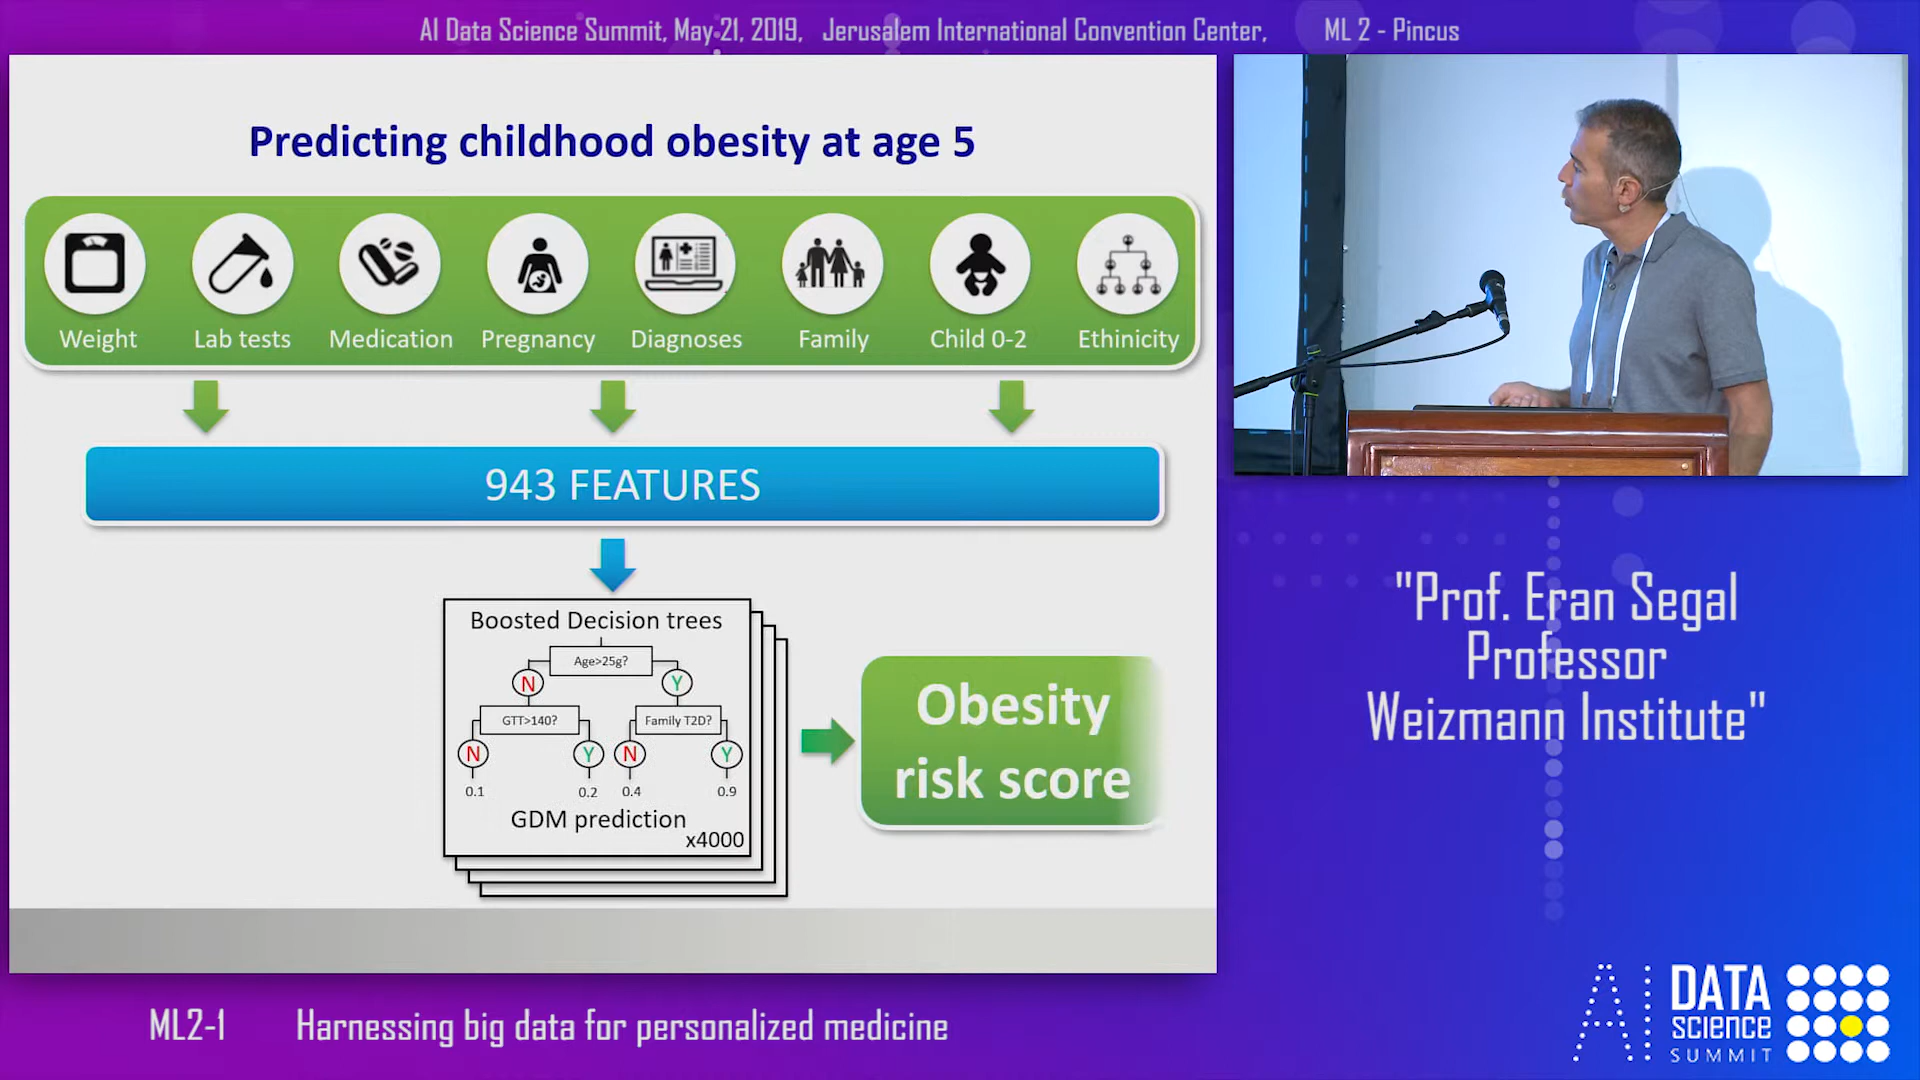 AI Data Science Summit, May 21, 2019, Jerusalem International Convention Center, ML 2 - Pincus
Predicting childhood obesity at age 5
Weight Lab tests Medication Pregnancy Diagnoses Family Child 0-2 Ethinicity
943 FEATURES
Boosted Decision trees
Age>25g?
N Y
GTT>140? Family T2D?
N Y N Y
0.1 0.2 0.4 0.9
GDM prediction
x4000
Obesity
risk score
"Prof. Eran Segal
Professor
Weizmann Institute"
ML2-1 Harnessing big data for personalized medicine
AI DATA
SCIENCE
SUMMIT